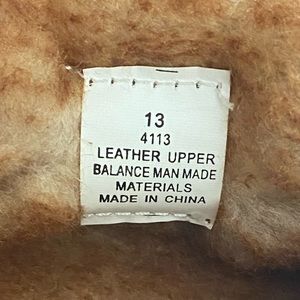 13
4113
LEATHER UPPER
BALANCE MAN MADE
MATERIALS
MADE IN CHINA